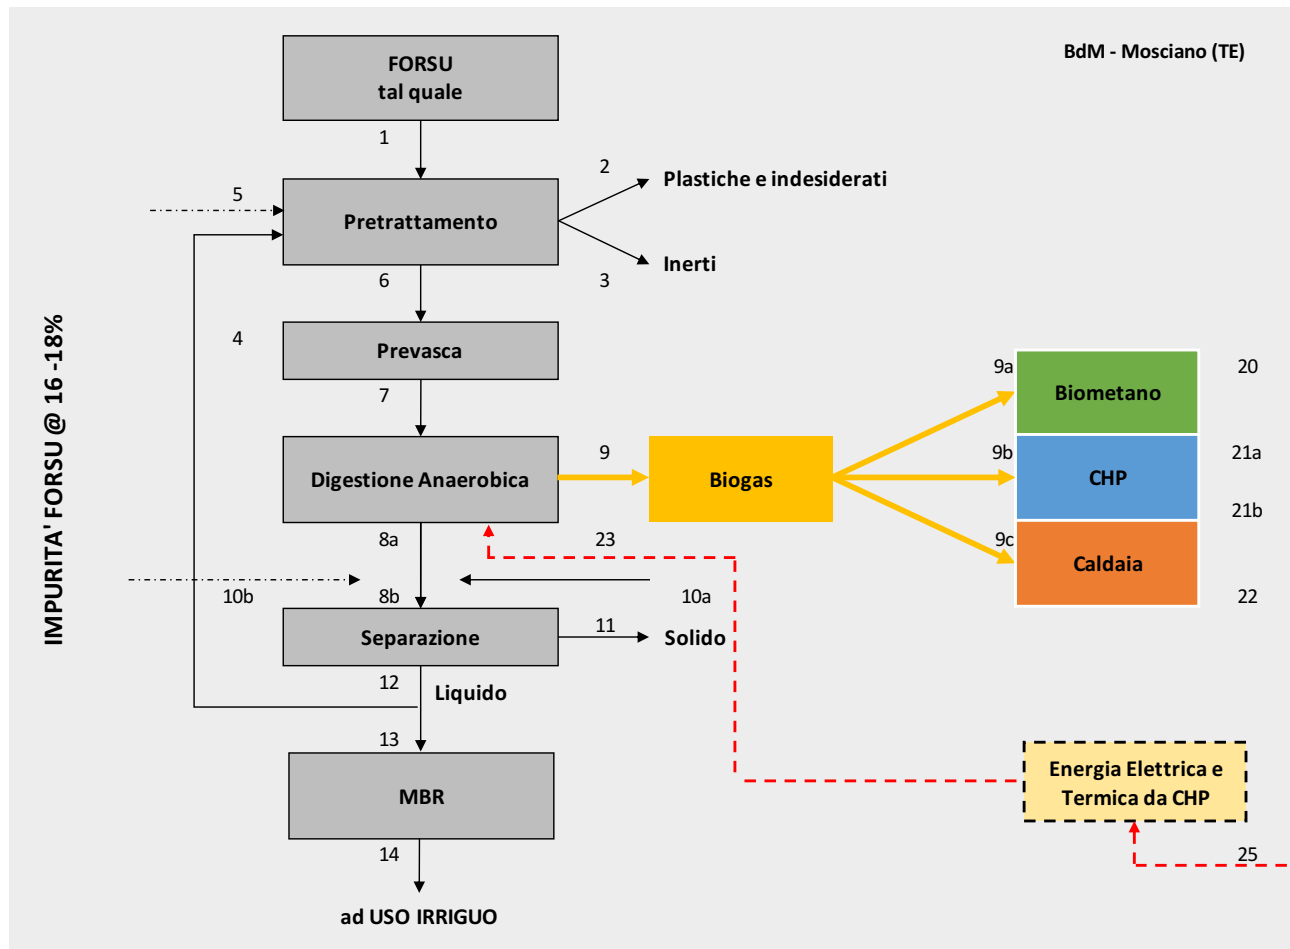 BdM - Mosciano (TE)
FORSU
tal quale
1
2
Plastiche e indesiderati
5
Pretrattamento
Inerti
6
3
4
Prevasca
IMPURITA' FORSU @ 16 -18%
7
9a
Biometano
20
Digestione Anaerobica
9
Biogas
9b
CHP
21a
21b
8a
23
9c
Caldaia
22
10b
8b
10a
Separazione
11
Solido
12
Liquido
13
MBR
Energia Elettrica e
Termica da CHP
14
25
ad USO IRRIGUO